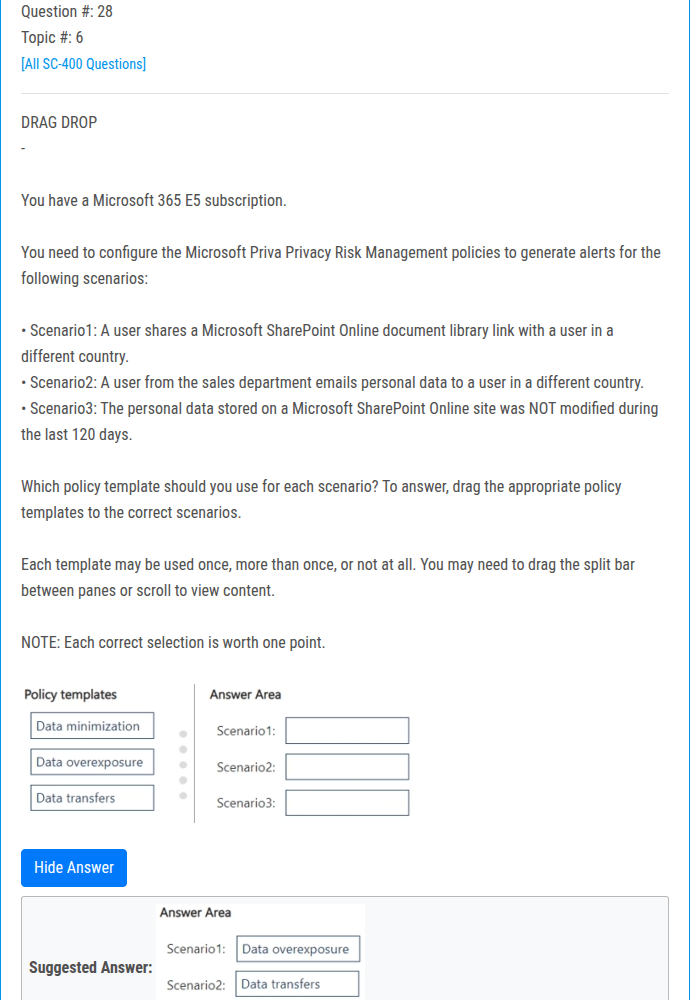 Question #: 28
Topic #: 6
[All SC-400 Questions]
DRAG DROP
-
You have a Microsoft 365 E5 subscription.
You need to configure the Microsoft Priva Privacy Risk Management policies to generate alerts for the
following scenarios:
• Scenario1: A user shares a Microsoft SharePoint Online document library link with a user in a
different country.
• Scenario2: A user from the sales department emails personal data to a user in a different country.
• Scenario3: The personal data stored on a Microsoft SharePoint Online site was NOT modified during
the last 120 days.
Which policy template should you use for each scenario? To answer, drag the appropriate policy
templates to the correct scenarios.
Each template may be used once, more than once, or not at all. You may need to drag the split bar
between panes or scroll to view content.
NOTE: Each correct selection is worth one point.
Policy templates
Data minimization
Data overexposure
Data transfers
Answer Area
Scenario1:
Scenario2:
Scenario3:
Hide Answer
Suggested Answer:
Answer Area
Scenario1: Data overexposure
Scenario2: Data transfers